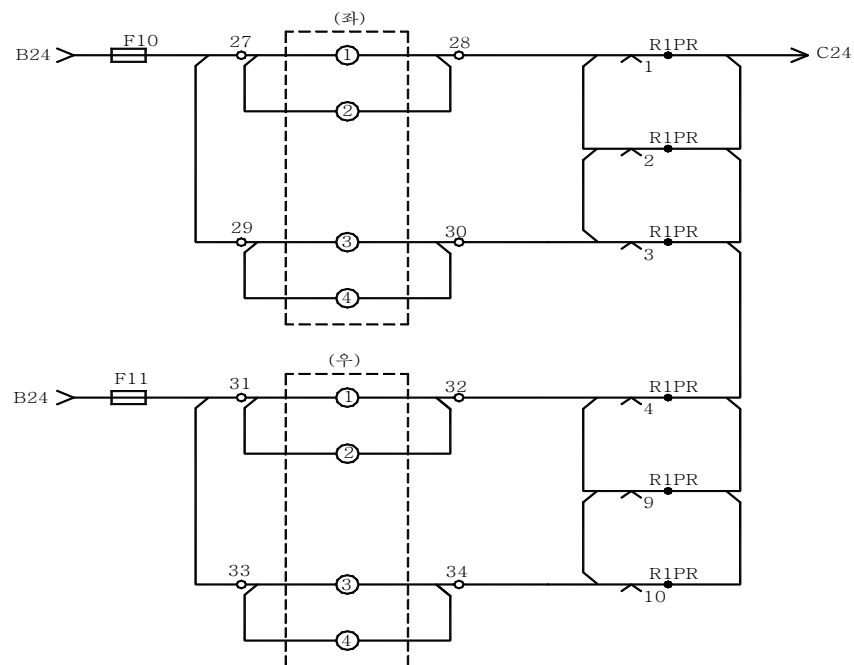 (좌)
F10 27 28 R1PR
B24 ① 1 C24
② R1PR
2
29 30 R1PR
③ 3
④
(우)
F11 31 32 R1PR
B24 ① 4
② R1PR
9
33 34 R1PR
③ 10
④